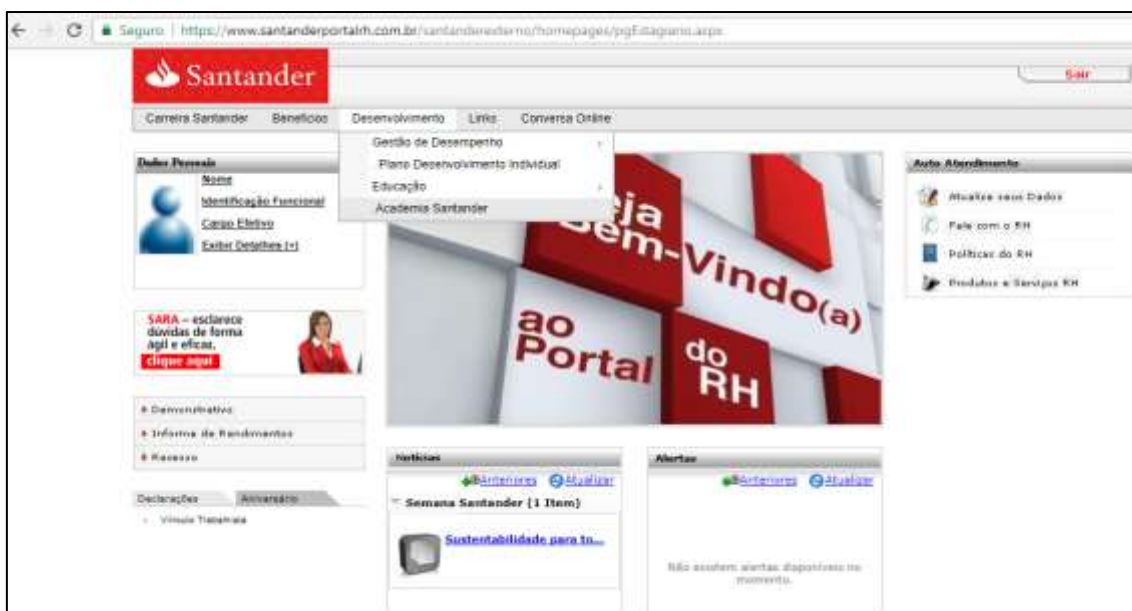 Seguro | https://www.santanderportalrh.com.br/santanderexterno/homepages/pgEstagiario.aspx
Santander
Sair
Carreira Santander Benefícios Desenvolvimento Links Conversa Online
Gestão de Desempenho
Plano Desenvolvimento Individual
Educação
Academia Santander
Dados Pessoais
Nome
Identificação Funcional
Cargo Efetivo
Exibir Detalhes [+]
SARA – esclarece
dúvidas de forma
ágil e eficaz.
clique aqui
Demonstrativo
Informe de Rendimentos
Recesso
Declarações Aniversário
Vínculo Trabalhista
Seja
Bem-Vindo(a)
ao
Portal
do
RH
Auto Atendimento
Atualize seus Dados
Fale com o RH
Políticas do RH
Produtos e Serviços RH
Notícias
Anteriores Atualizar
Semana Santander (1 Item)
Sustentabilidade para to...
Alertas
Anteriores Atualizar
Não existem alertas disponíveis no
momento.